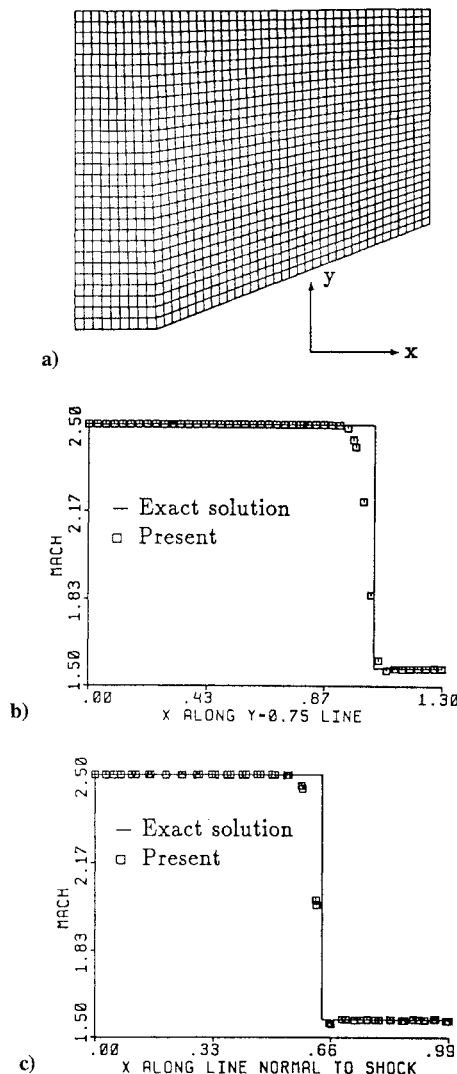 y
x
a)
2.50
2.17
1.83
1.50
MACH
— Exact solution
□ Present
.00 .43 .87 1.30
X ALONG Y=0.75 LINE
b)
2.50
2.17
1.83
1.50
MACH
— Exact solution
□ Present
.00 .33 .66 .99
X ALONG LINE NORMAL TO SHOCK
c)